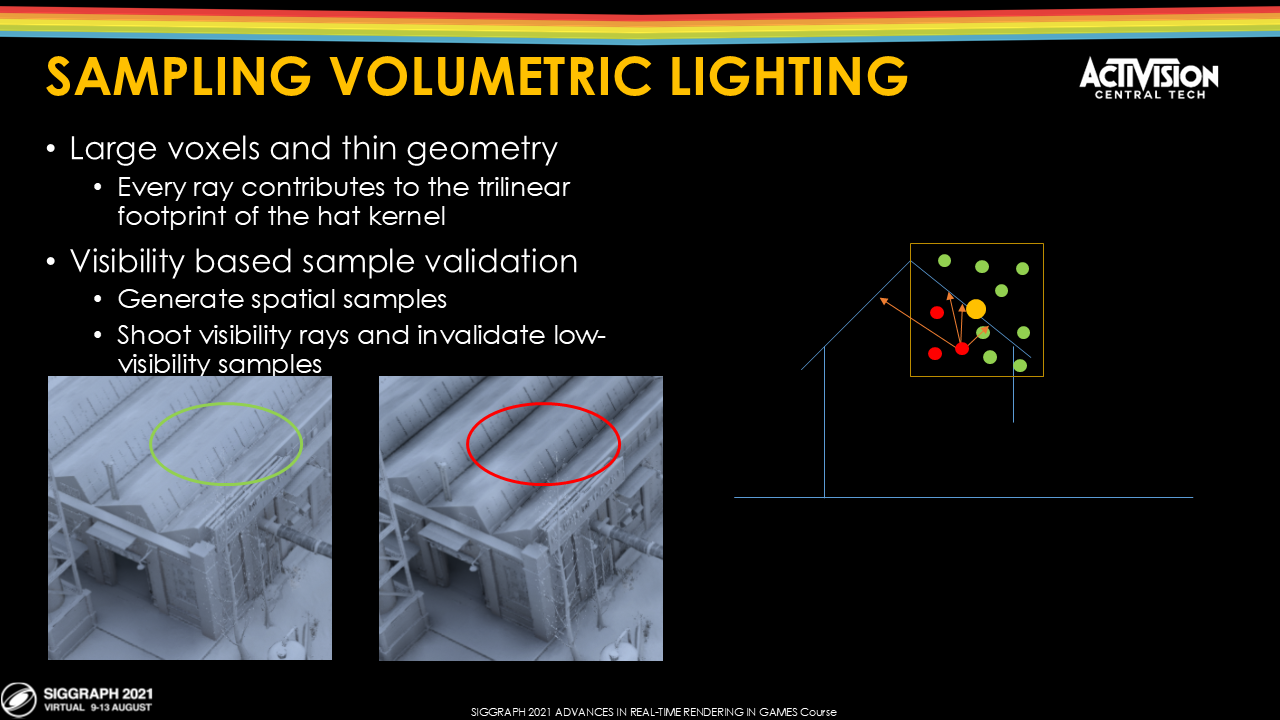 SAMPLING VOLUMETRIC LIGHTING
ACTIVISION
CENTRAL TECH
• Large voxels and thin geometry
• Every ray contributes to the trilinear
footprint of the hat kernel
• Visibility based sample validation
• Generate spatial samples
• Shoot visibility rays and invalidate low-
visibility samples
SIGGRAPH 2021
VIRTUAL 9-13 AUGUST
SIGGRAPH 2021 ADVANCES IN REAL-TIME RENDERING IN GAMES Course